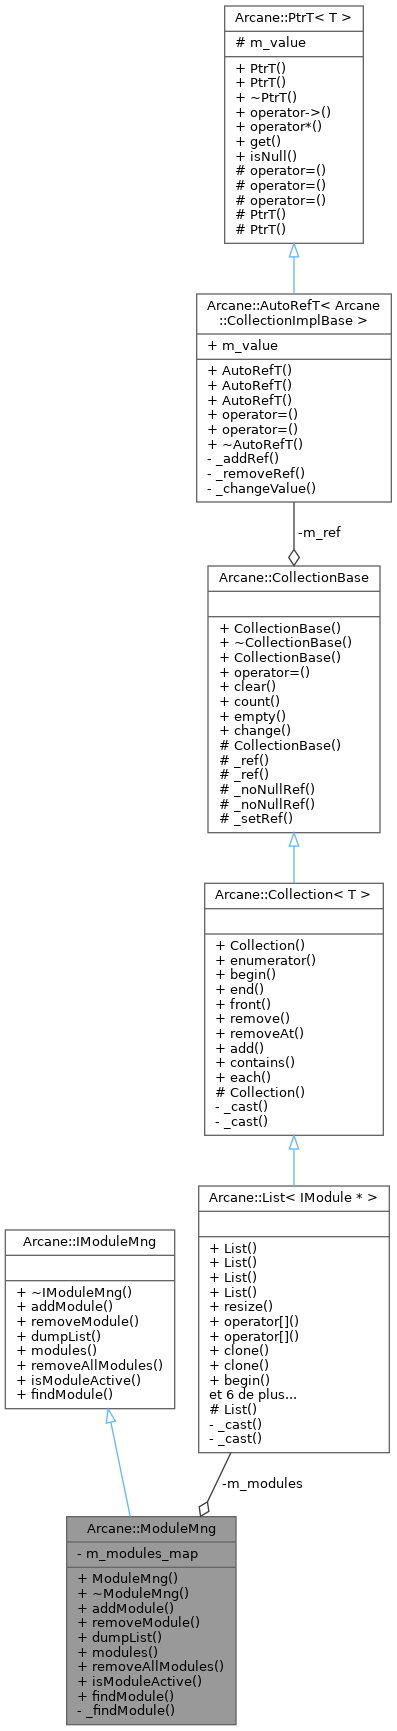 Arcane::PtrT< T >
# m_value
+ PtrT()
+ PtrT()
+ ~PtrT()
+ operator->()
+ operator*()
+ get()
+ isNull()
# operator=()
# operator=()
# operator=()
# PtrT()
# PtrT()
Arcane::AutoRefT< Arcane
::CollectionImplBase >
+ m_value
+ AutoRefT()
+ AutoRefT()
+ AutoRefT()
+ operator=()
+ operator=()
+ ~AutoRefT()
- _addRef()
- _removeRef()
- _changeValue()
-m_ref
Arcane::CollectionBase
+ CollectionBase()
+ ~CollectionBase()
+ CollectionBase()
+ operator=()
+ clear()
+ count()
+ empty()
+ change()
# CollectionBase()
# _ref()
# _ref()
# _noNullRef()
# _noNullRef()
# _setRef()
Arcane::Collection< T >
+ Collection()
+ enumerator()
+ begin()
+ end()
+ front()
+ remove()
+ removeAt()
+ add()
+ contains()
+ each()
# Collection()
- _cast()
- _cast()
Arcane::List< IModule * >
+ List()
+ List()
+ List()
+ List()
+ resize()
+ operator[]()
+ operator[]()
+ clone()
+ clone()
+ begin()
et 6 de plus...
# List()
- _cast()
- _cast()
Arcane::IModuleMng
+ ~IModuleMng()
+ addModule()
+ removeModule()
+ dumpList()
+ modules()
+ removeAllModules()
+ isModuleActive()
+ findModule()
-m_modules
Arcane::ModuleMng
- m_modules_map
+ ModuleMng()
+ ~ModuleMng()
+ addModule()
+ removeModule()
+ dumpList()
+ modules()
+ removeAllModules()
+ isModuleActive()
+ findModule()
- _findModule()